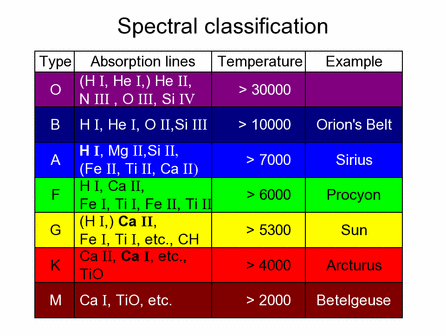 Spectral classification
Type Absorption lines Temperature Example
O (H I, He I,) He II, > 30000
N III , O III, Si IV
B H I, He I, O II,Si III > 10000 Orion's Belt
A H I, Mg II,Si II, > 7000 Sirius
(Fe II, Ti II, Ca II)
F H I, Ca II, > 6000 Procyon
Fe I, Ti I, Fe II, Ti II
G (H I,) Ca II, > 5300 Sun
Fe I, Ti I, etc., CH
K Ca II, Ca I, etc., > 4000 Arcturus
TiO
M Ca I, TiO, etc. > 2000 Betelgeuse